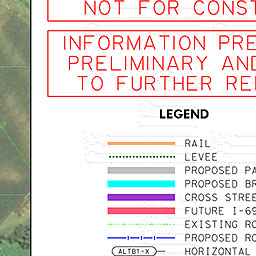 NOT FOR CONST
INFORMATION PRE
PRELIMINARY AND
TO FURTHER RE
LEGEND
RAIL
LEVEE
PROPOSED PA
PROPOSED BR
CROSS STREE
FUTURE I-69
EXISTING RO
PROPOSED RO
ALTB1-X
HORIZONTAL